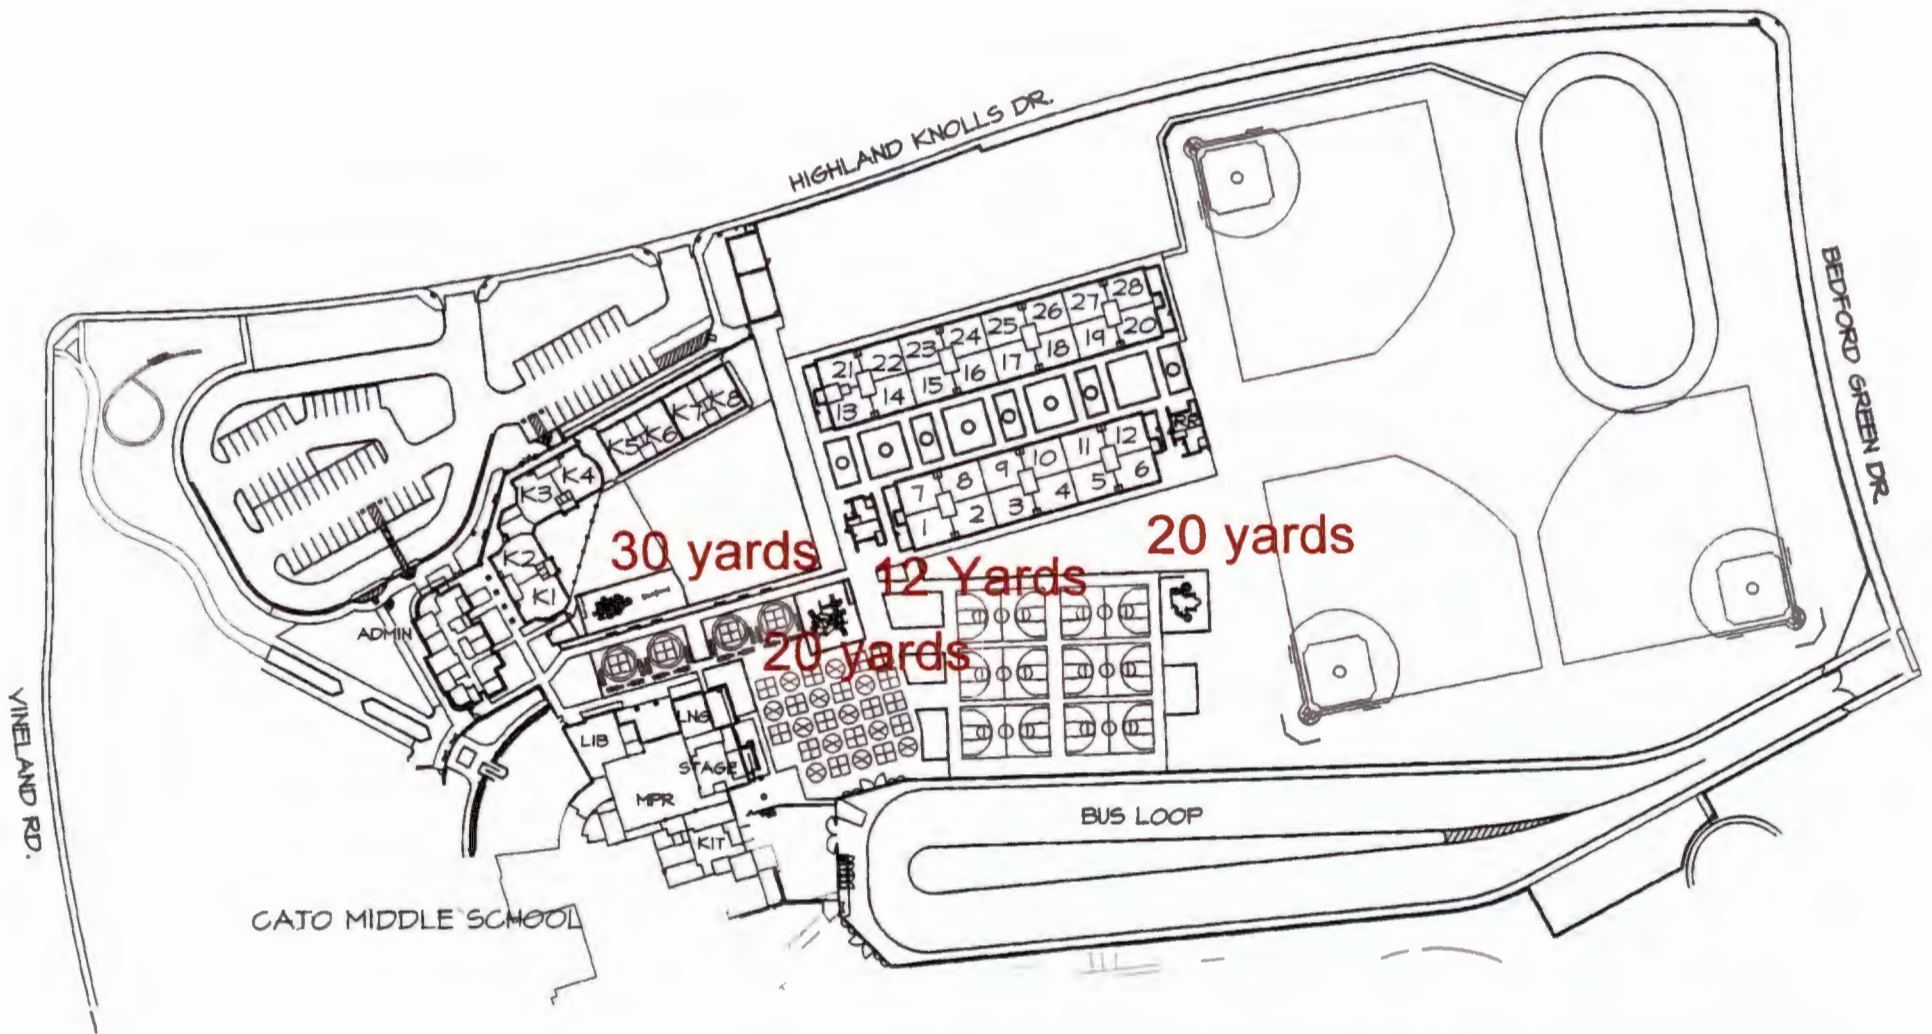 HIGHLAND KNOLLS DR.
BEDFORD GREEN DR.
VINELAND RD.
21 22 23 24 25 26 27 28
13 14 15 16 17 18 19 20
7 8 9 10 11 12
1 2 3 4 5 6
RR
K7 K8
K5 K6
K3 K4
K2
K1
ADMIN
30 yards
12 Yards
20 yards
20 yards
LNG
LIB
STAGE
MPR
KIT
BUS LOOP
CATO MIDDLE SCHOOL